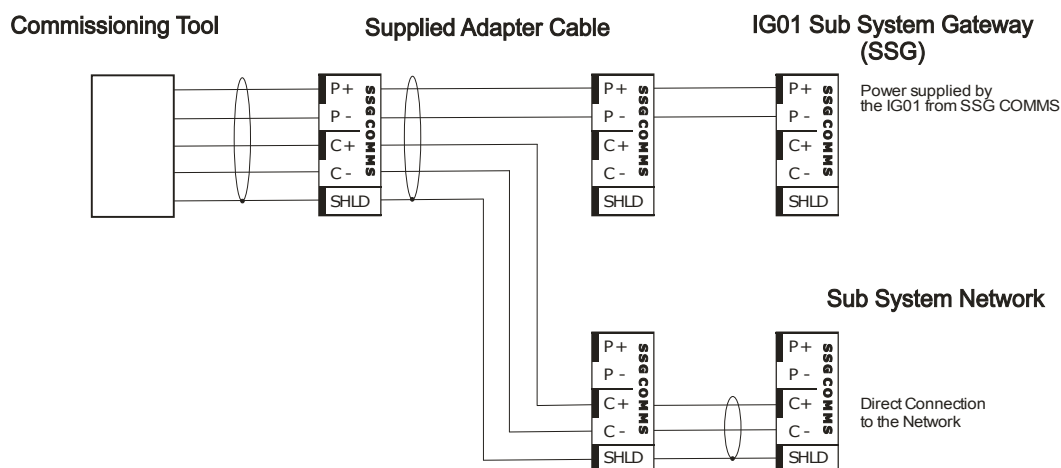 Commissioning Tool
Supplied Adapter Cable
IG01 Sub System Gateway
(SSG)
P+
P -
C+
C -
SHLD
SSG COMMS
P+
P -
C+
C -
SHLD
SSG COMMS
P+
P -
C+
C -
SHLD
SSG COMMS
Power supplied by
the IG01 from SSG COMMS
Sub System Network
P+
P -
C+
C -
SHLD
SSG COMMS
P+
P -
C+
C -
SHLD
SSG COMMS
Direct Connection
to the Network